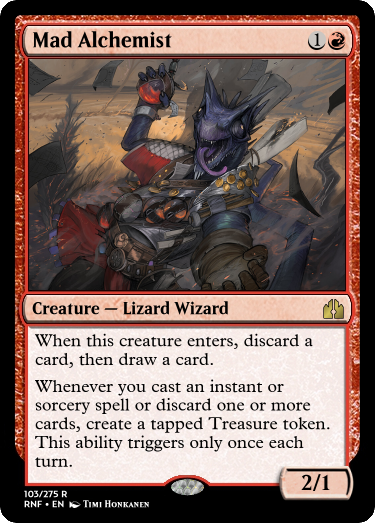 Mad Alchemist 1
Creature — Lizard Wizard
When this creature enters, discard a
card, then draw a card.
Whenever you cast an instant or
sorcery spell or discard one or more
cards, create a tapped Treasure token.
This ability triggers only once each
turn.
2/1
103/275 R
RNF • EN Timi Honkanen